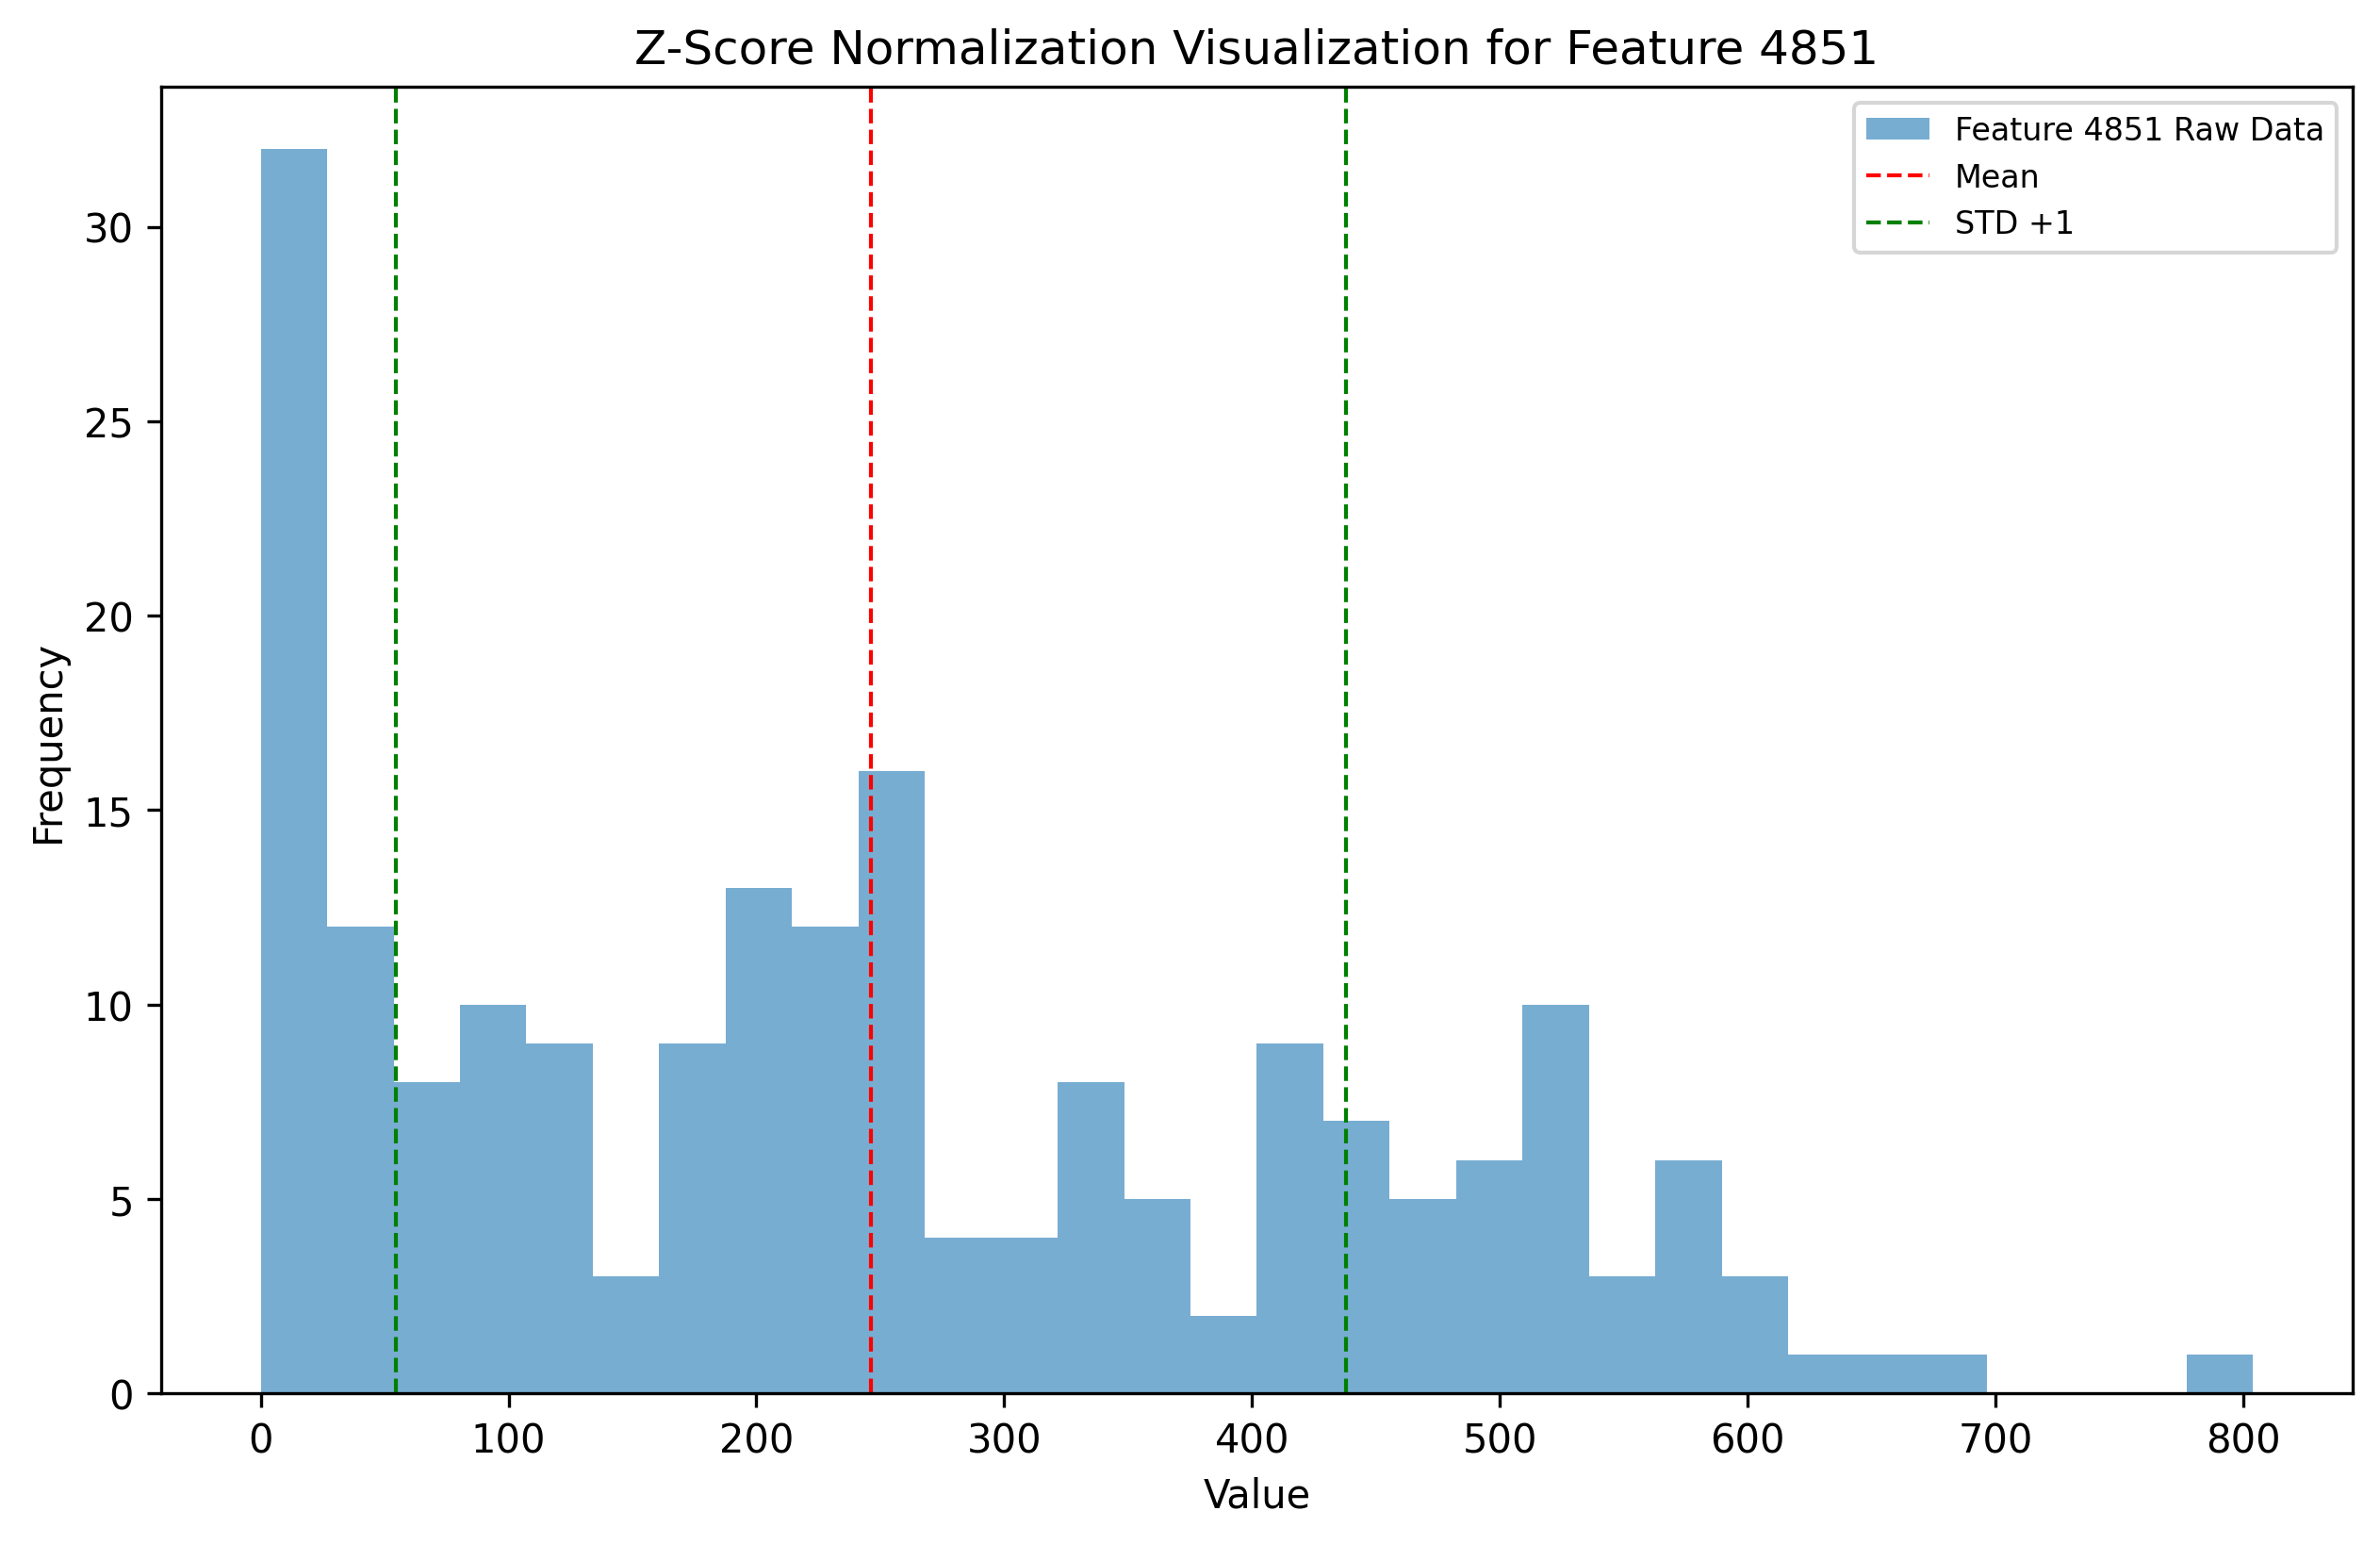 Z-Score Normalization Visualization for Feature 4851
Feature 4851 Raw Data
Mean
STD +1
30
25
20
15
10
5
0
Frequency
0 100 200 300 400 500 600 700 800
Value